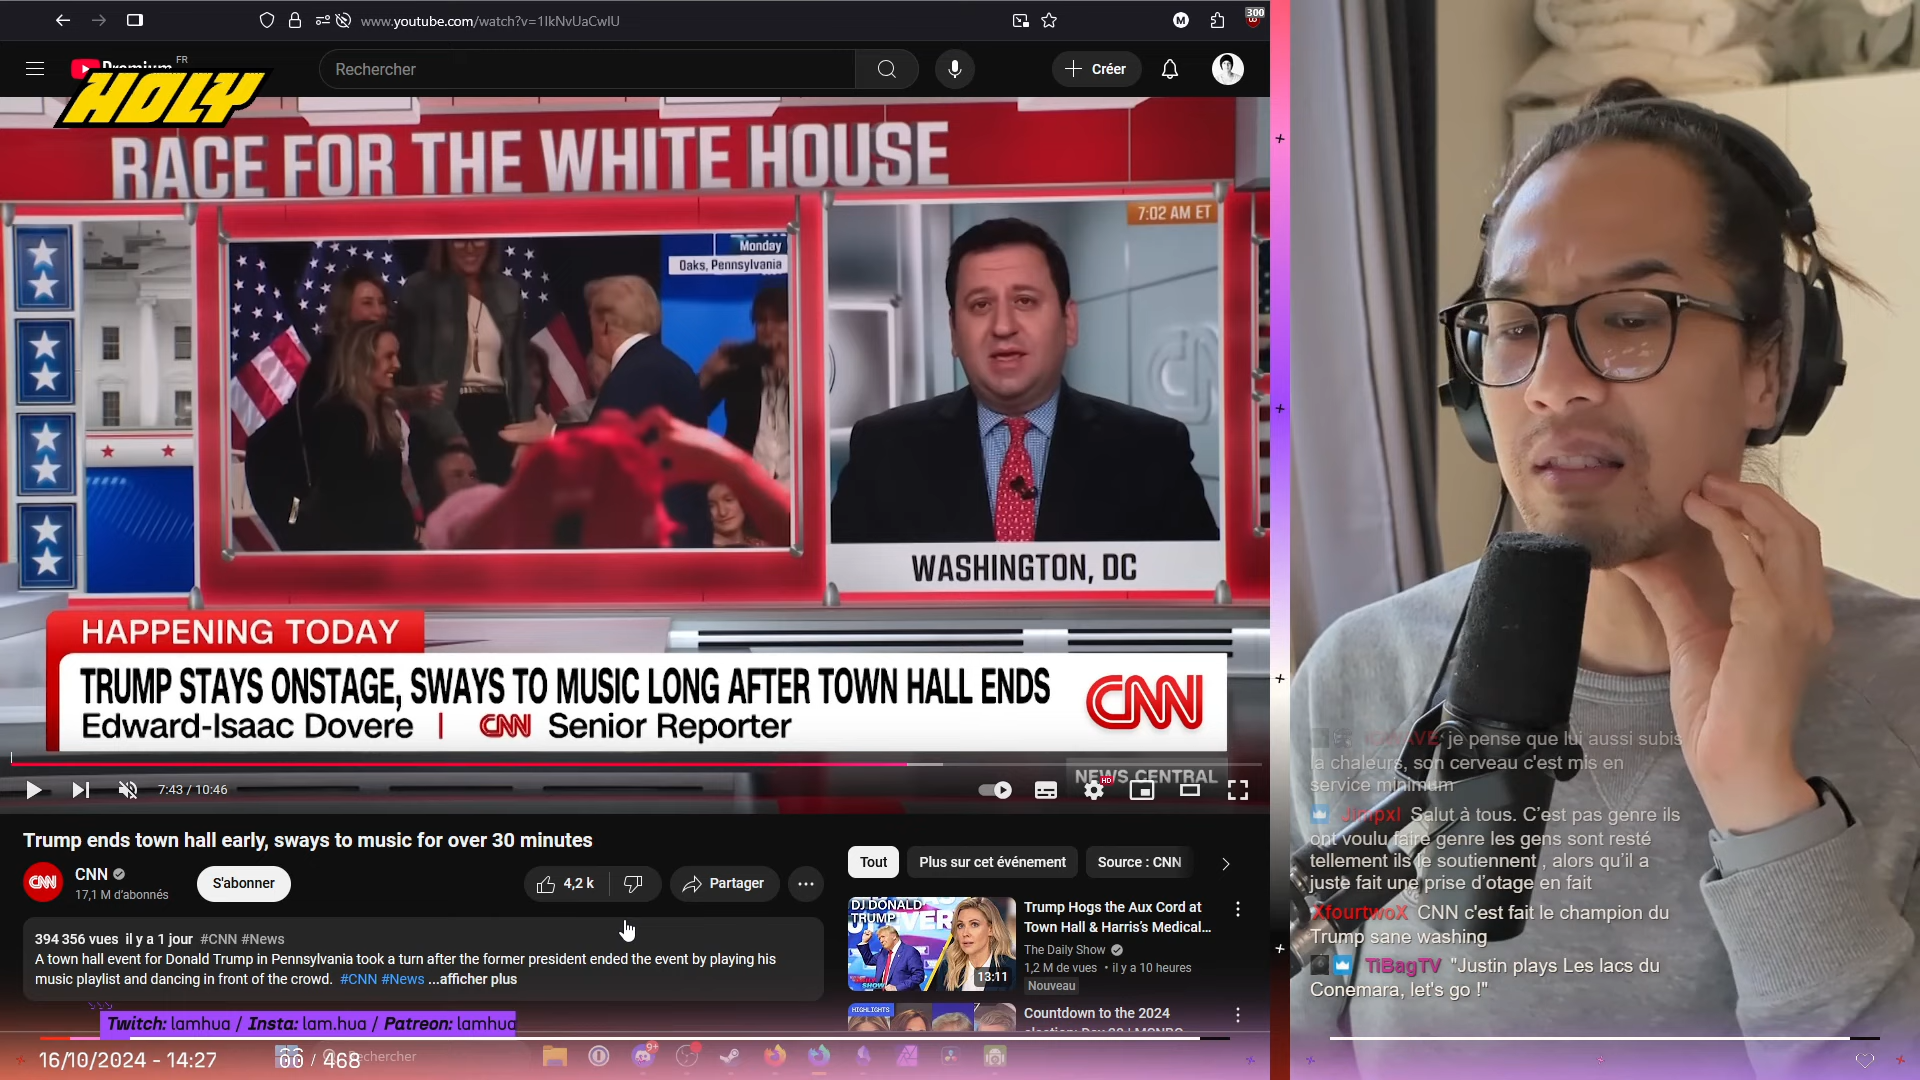 www.youtube.com/watch?v=1lkNvUaCwIU
300
M
FR
Premium
HOLY
Rechercher
Créer
RACE FOR THE WHITE HOUSE
7:02 AM ET
Monday
Oaks, Pennsylvania
WASHINGTON, DC
HAPPENING TODAY
TRUMP STAYS ONSTAGE, SWAYS TO MUSIC LONG AFTER TOWN HALL ENDS
Edward-Isaac Dovere | CNN Senior Reporter
CNN
NEWS CENTRAL
7:43 / 10:46
HD
Trump ends town hall early, sways to music for over 30 minutes
CNN
CNN
17,1 M d'abonnés
S'abonner
4,2 k
Partager
394 356 vues il y a 1 jour #CNN #News
A town hall event for Donald Trump in Pennsylvania took a turn after the former president ended the event by playing his
music playlist and dancing in front of the crowd. #CNN #News ...afficher plus
Tout
Plus sur cet événement
Source : CNN
DJ DONALD
TRUMP
13:11
Trump Hogs the Aux Cord at
Town Hall & Harris's Medical...
The Daily Show
1,2 M de vues • il y a 10 heures
Nouveau
HIGHLIGHTS
Countdown to the 2024
je pense que lui aussi subis
la chaleurs, son cerveau c'est mis en
service minimum
Jimpxl Salut à tous. C'est pas genre ils
ont voulu faire genre les gens sont resté
tellement ils le soutiennent , alors qu'il a
juste fait une prise d'otage en fait
XfourtwoX CNN c'est fait le champion du
Trump sane washing
TiBagTV "Justin plays Les lacs du
Conemara, let's go !"
Twitch: lamhua / Insta: lam.hua / Patreon: lamhua
16/10/2024 - 14:27
00 / 468
Rechercher
9+